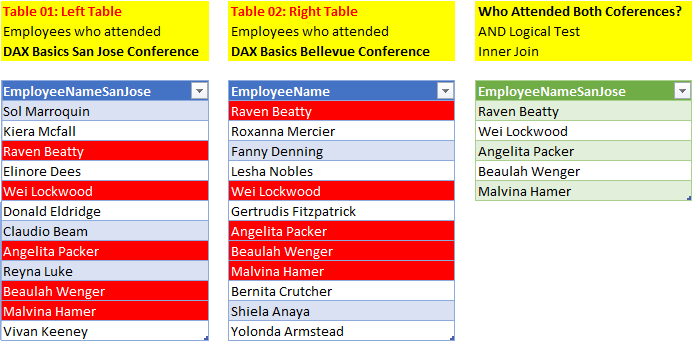 Table 01: Left Table
Employees who attended
DAX Basics San Jose Conference
Table 02: Right Table
Employees who attended
DAX Basics Bellevue Conference
Who Attended Both Coferences?
AND Logical Test
Inner Join
EmployeeNameSanJose
Sol Marroquin
Kiera Mcfall
Raven Beatty
Elinore Dees
Wei Lockwood
Donald Eldridge
Claudio Beam
Angelita Packer
Reyna Luke
Beaulah Wenger
Malvina Hamer
Vivan Keeney
EmployeeName
Raven Beatty
Roxanna Mercier
Fanny Denning
Lesha Nobles
Wei Lockwood
Gertrudis Fitzpatrick
Angelita Packer
Beaulah Wenger
Malvina Hamer
Bernita Crutcher
Shiela Anaya
Yolonda Armstead
EmployeeNameSanJose
Raven Beatty
Wei Lockwood
Angelita Packer
Beaulah Wenger
Malvina Hamer